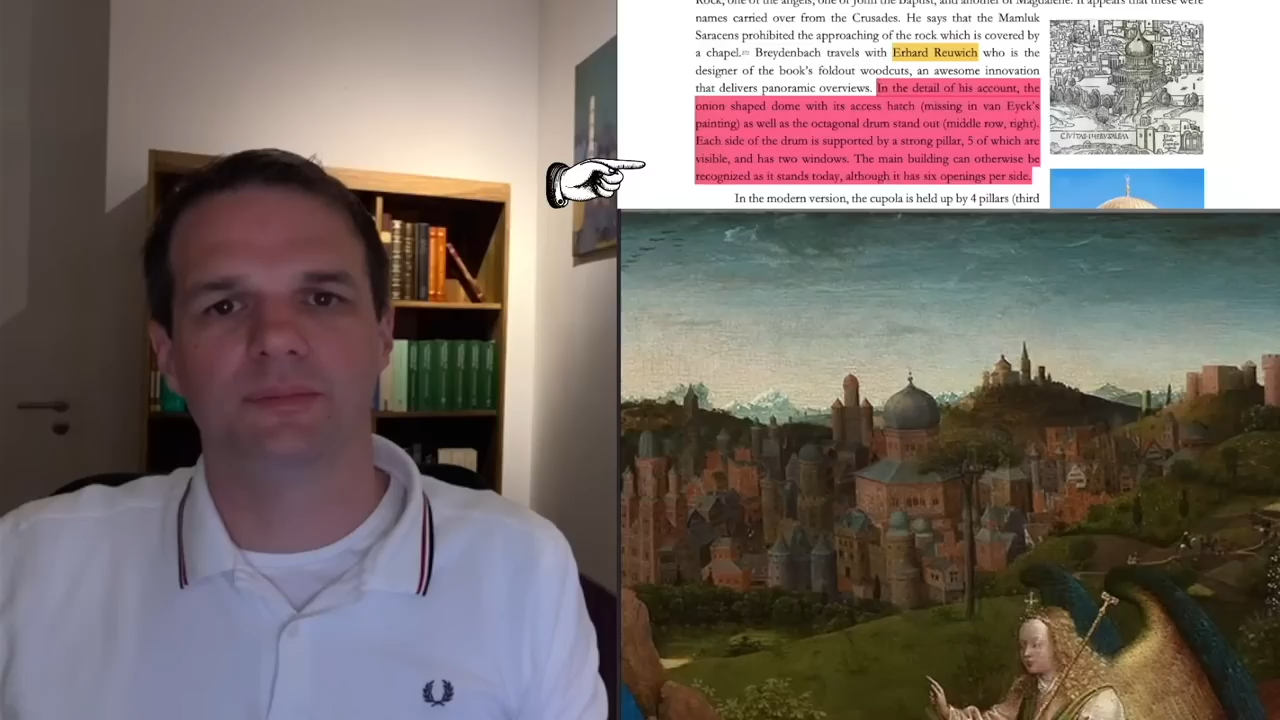 Rock, one of the angels, one of John the Baptist, and another of Magdalene. It appears that these were
names carried over from the Crusades. He says that the Mamluk
Saracens prohibited the approaching of the rock which is covered by
a chapel. Breydenbach travels with Erhard Reuwich who is the
designer of the book's foldout woodcuts, an awesome innovation
that delivers panoramic overviews. In the detail of his account, the
onion shaped dome with its access hatch (missing in van Eyck's
painting) as well as the octagonal drum stand out (middle row, right).
Each side of the drum is supported by a strong pillar, 5 of which are
visible, and has two windows. The main building can otherwise be
recognized as it stands today, although it has six openings per side.
In the modern version, the cupola is held up by 4 pillars (third